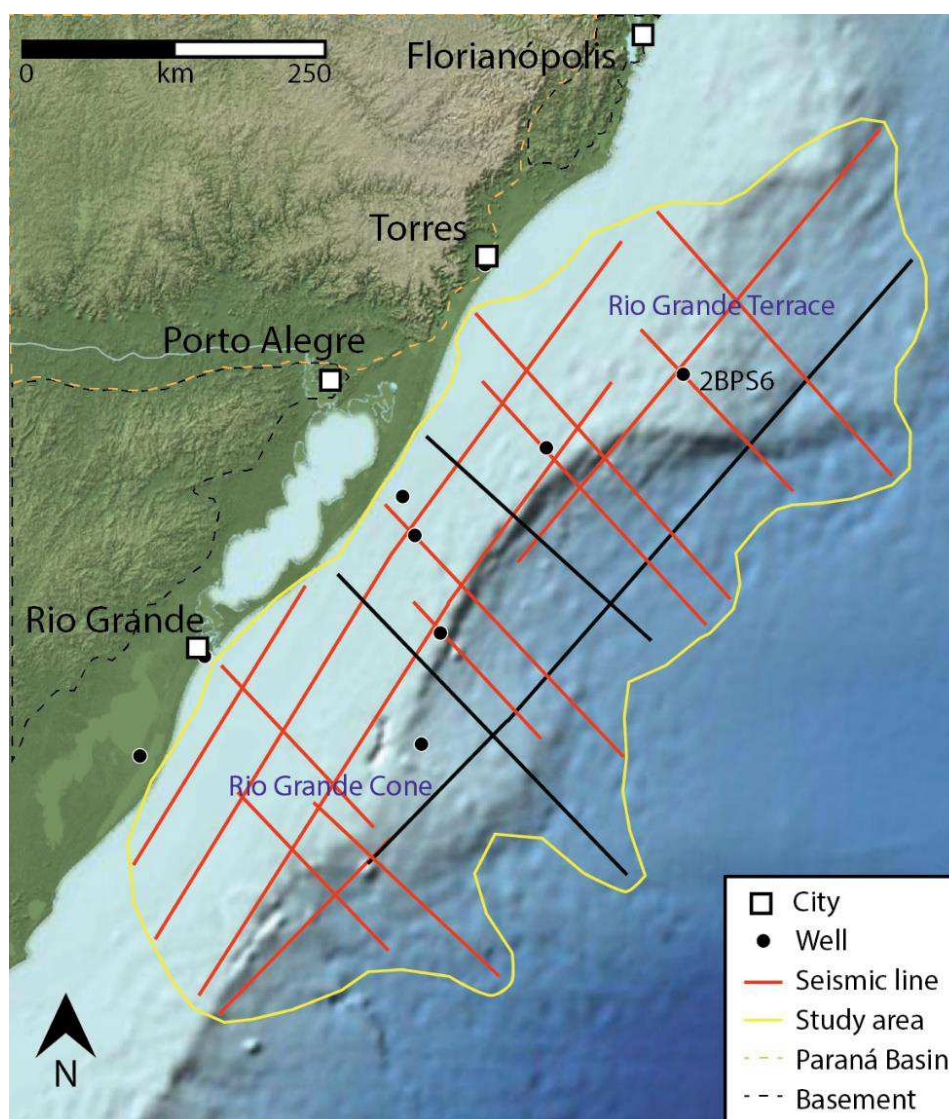 Florianópolis
0 km 250
Torres
Rio Grande Terrace
Porto Alegre
2BPS6
Rio Grande
Rio Grande Cone
City
Well
Seismic line
Study area
Paraná Basin
Basement
N